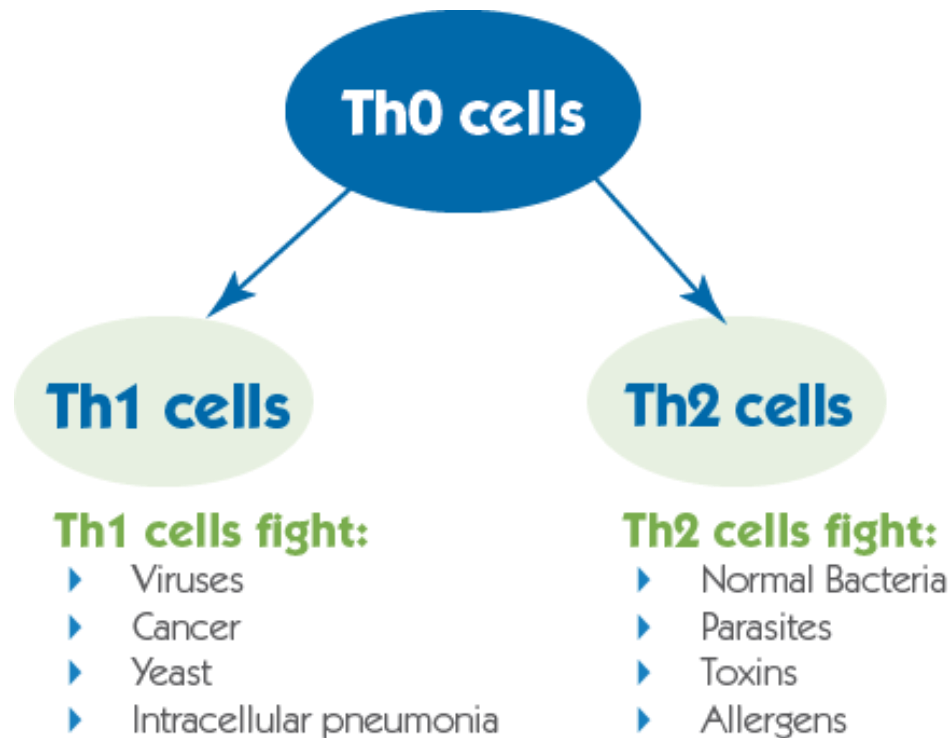 Th0 cells
Th1 cells
Th2 cells
Th1 cells fight:
Viruses
Cancer
Yeast
Intracellular pneumonia
Th2 cells fight:
Normal Bacteria
Parasites
Toxins
Allergens